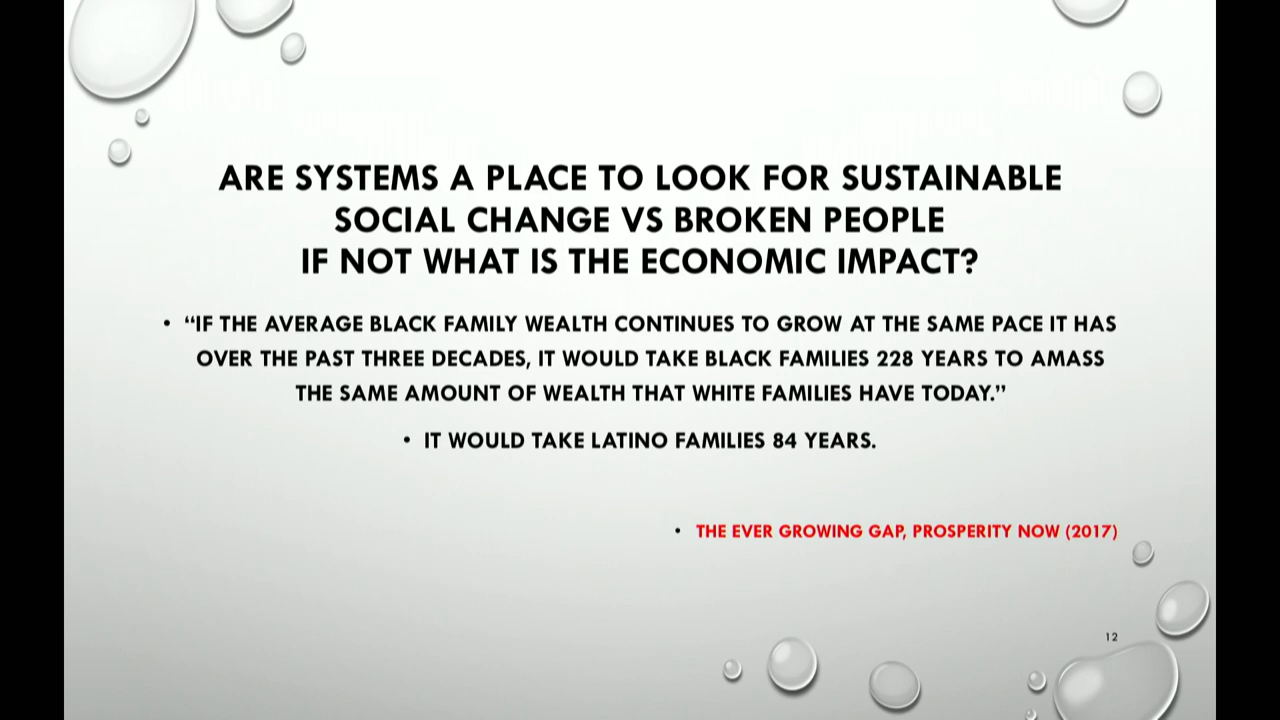 ARE SYSTEMS A PLACE TO LOOK FOR SUSTAINABLE
SOCIAL CHANGE VS BROKEN PEOPLE
IF NOT WHAT IS THE ECONOMIC IMPACT?
• “IF THE AVERAGE BLACK FAMILY WEALTH CONTINUES TO GROW AT THE SAME PACE IT HAS
OVER THE PAST THREE DECADES, IT WOULD TAKE BLACK FAMILIES 228 YEARS TO AMASS
THE SAME AMOUNT OF WEALTH THAT WHITE FAMILIES HAVE TODAY.”
• IT WOULD TAKE LATINO FAMILIES 84 YEARS.
• THE EVER GROWING GAP, PROSPERITY NOW (2017)
12